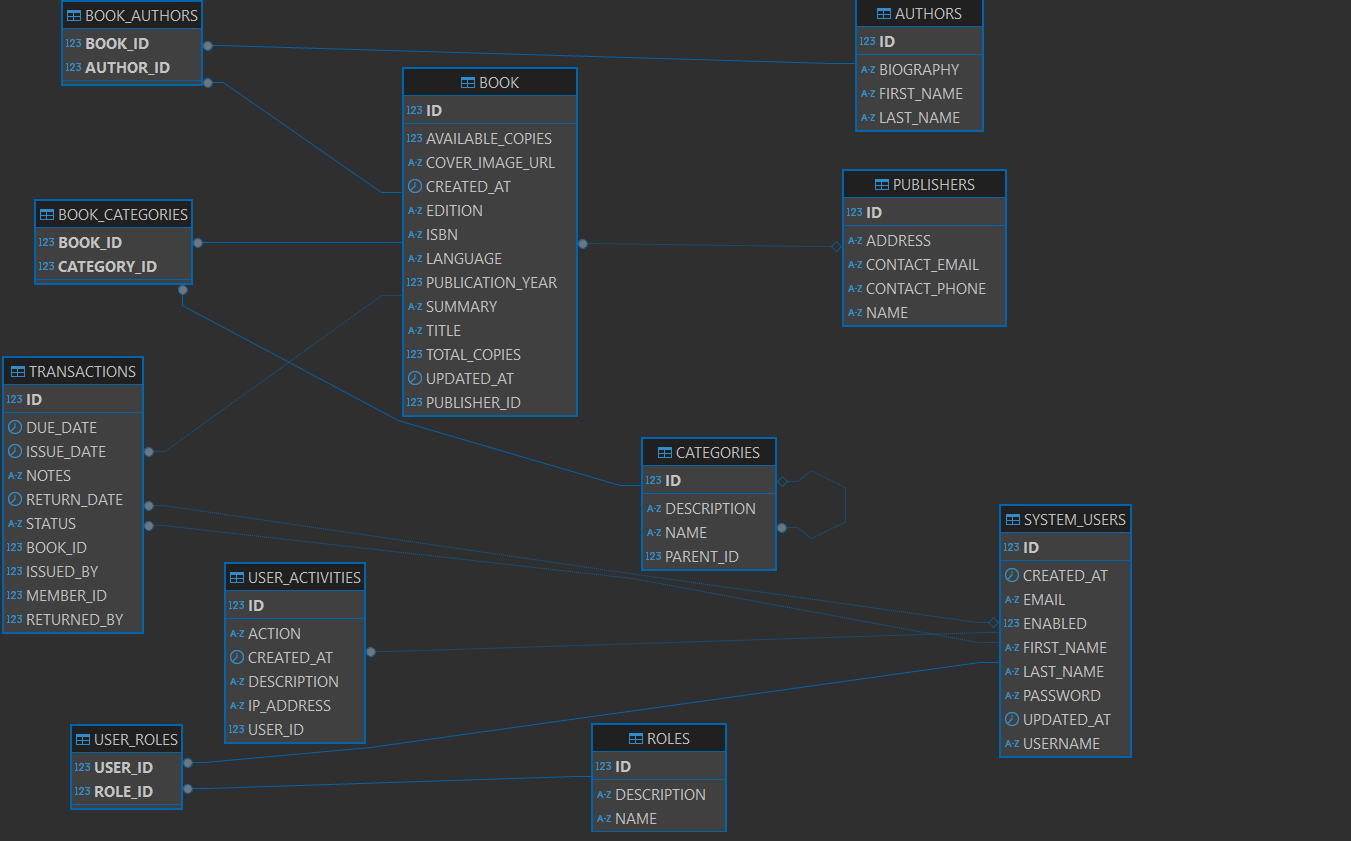 BOOK_AUTHORS
123 BOOK_ID
123 AUTHOR_ID
AUTHORS
123 ID
A-Z BIOGRAPHY
A-Z FIRST_NAME
A-Z LAST_NAME
BOOK
123 ID
123 AVAILABLE_COPIES
A-Z COVER_IMAGE_URL
CREATED_AT
A-Z EDITION
A-Z ISBN
A-Z LANGUAGE
123 PUBLICATION_YEAR
A-Z SUMMARY
A-Z TITLE
123 TOTAL_COPIES
UPDATED_AT
123 PUBLISHER_ID
PUBLISHERS
123 ID
A-Z ADDRESS
A-Z CONTACT_EMAIL
A-Z CONTACT_PHONE
A-Z NAME
BOOK_CATEGORIES
123 BOOK_ID
123 CATEGORY_ID
TRANSACTIONS
123 ID
DUE_DATE
ISSUE_DATE
A-Z NOTES
RETURN_DATE
A-Z STATUS
123 BOOK_ID
123 ISSUED_BY
123 MEMBER_ID
123 RETURNED_BY
CATEGORIES
123 ID
A-Z DESCRIPTION
A-Z NAME
123 PARENT_ID
SYSTEM_USERS
123 ID
CREATED_AT
A-Z EMAIL
123 ENABLED
A-Z FIRST_NAME
A-Z LAST_NAME
A-Z PASSWORD
UPDATED_AT
A-Z USERNAME
USER_ACTIVITIES
123 ID
A-Z ACTION
CREATED_AT
A-Z DESCRIPTION
A-Z IP_ADDRESS
123 USER_ID
USER_ROLES
123 USER_ID
123 ROLE_ID
ROLES
123 ID
A-Z DESCRIPTION
A-Z NAME